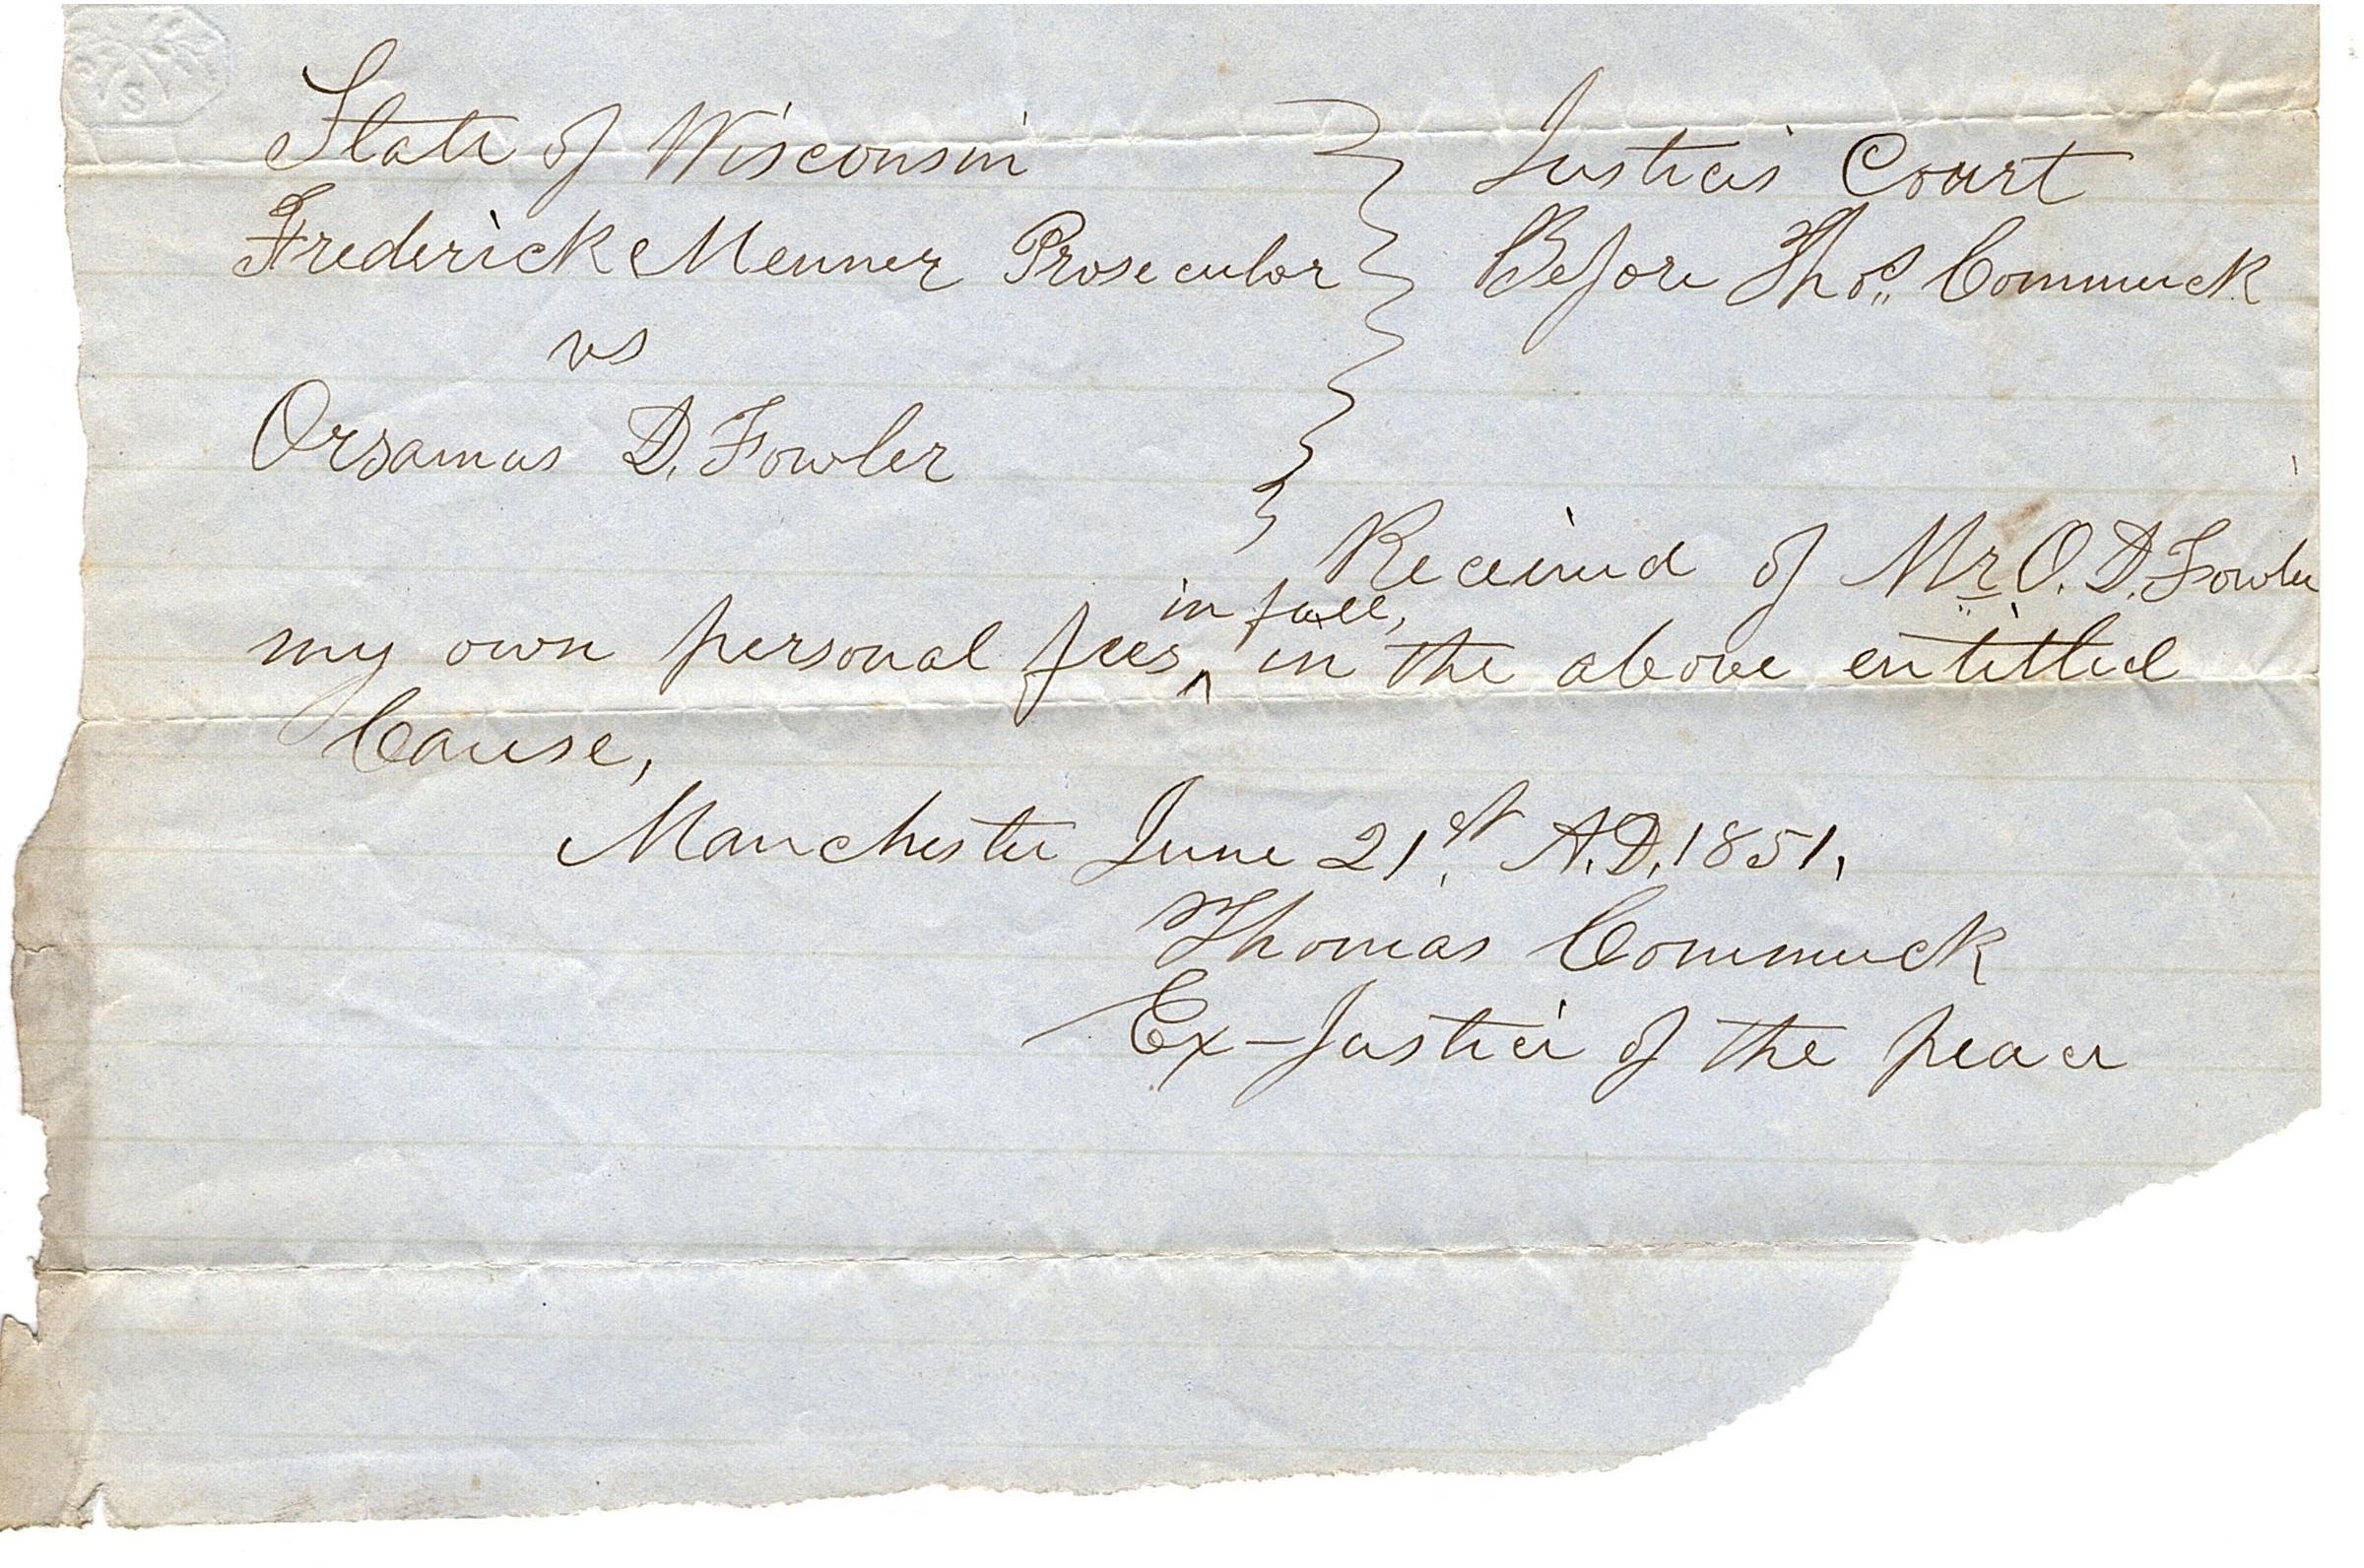 State of Wisconsin } Justices Court
Frederick Menner Prosecutor } Before Thos. Commuck
vs
Orsamus D. Fowler
Received of Mr O. D. Fowler
my own personal fees, in full, in the above entitled
Cause,
Manchester June 21st A.D. 1851,
Thomas Commuck
Ex-Justice of the peace